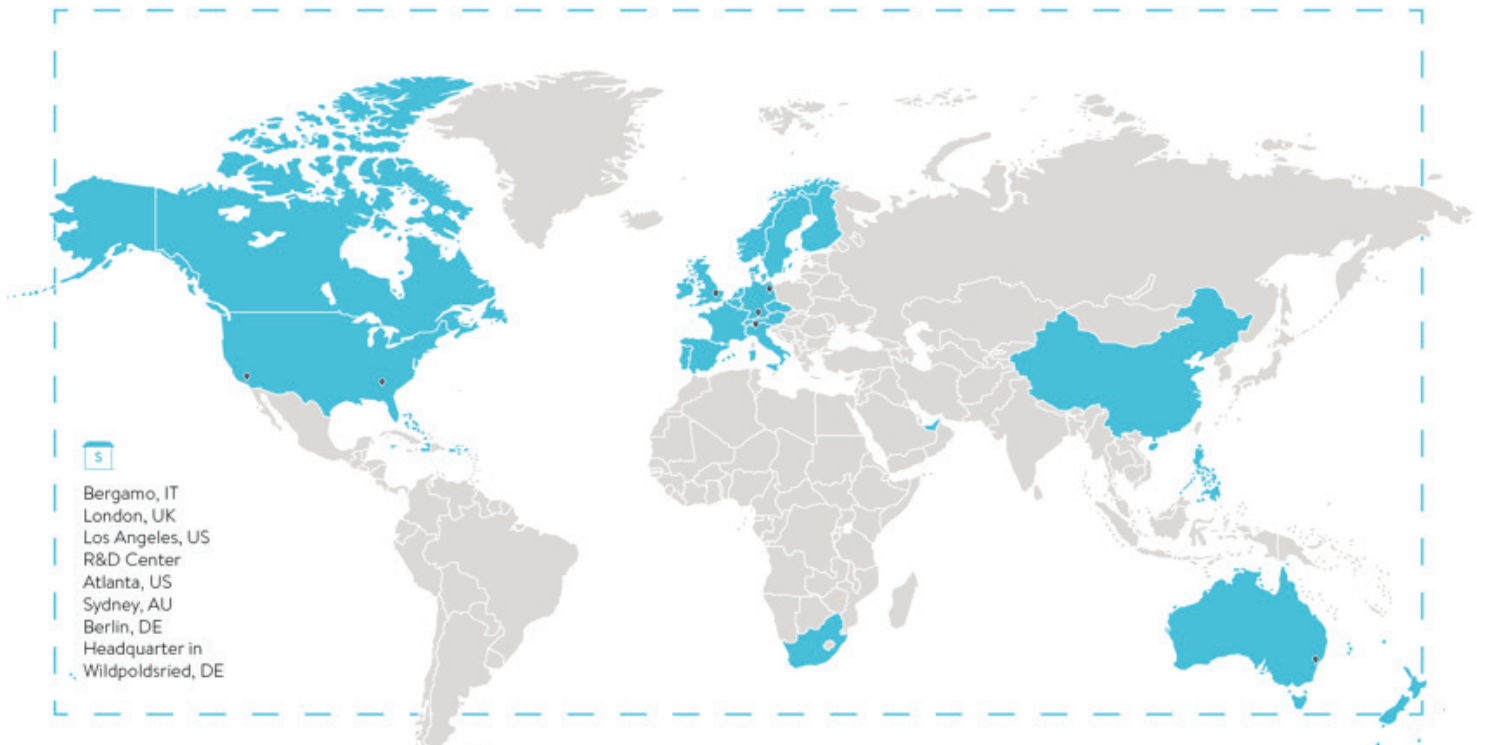 S
Bergamo, IT
London, UK
Los Angeles, US
R&D Center
Atlanta, US
Sydney, AU
Berlin, DE
Headquarter in
Wildpoldsried, DE